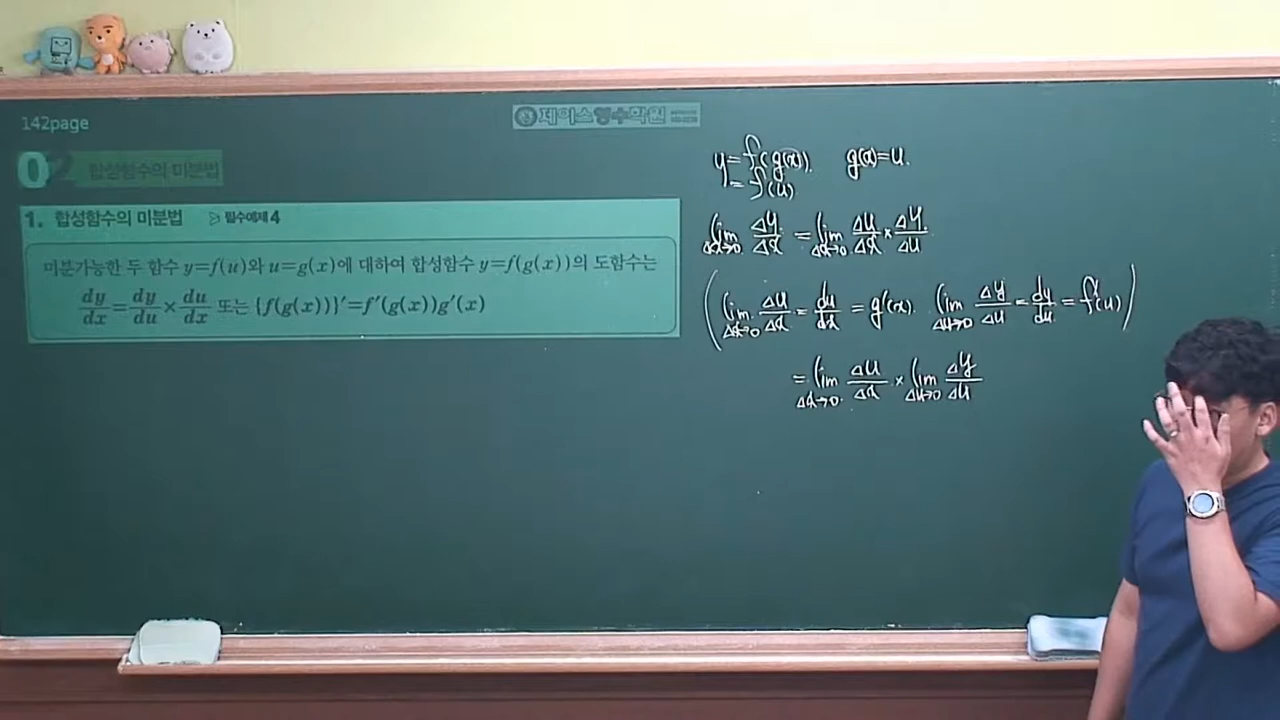 142page
제이스영수학원
02 합성함수의 미분법
1. 합성함수의 미분법 필수예제 4
미분가능한 두 함수 y=f(u)와 u=g(x)에 대하여 합성함수 y=f(g(x))의 도함수는
dy/dx = dy/du × du/dx 또는 {f(g(x))}′=f′(g(x))g′(x)
y=f(g(x)). g(x)=u.
=f(u)
lim Δx→0. Δy/Δx = lim Δx→0. Δu/Δx × Δy/Δu
( lim Δx→0 Δu/Δx = du/dx = g′(x). lim Δu→0 Δy/Δu = dy/du = f′(u) )
= lim Δx→0. Δu/Δx × lim Δu→0 Δy/Δu